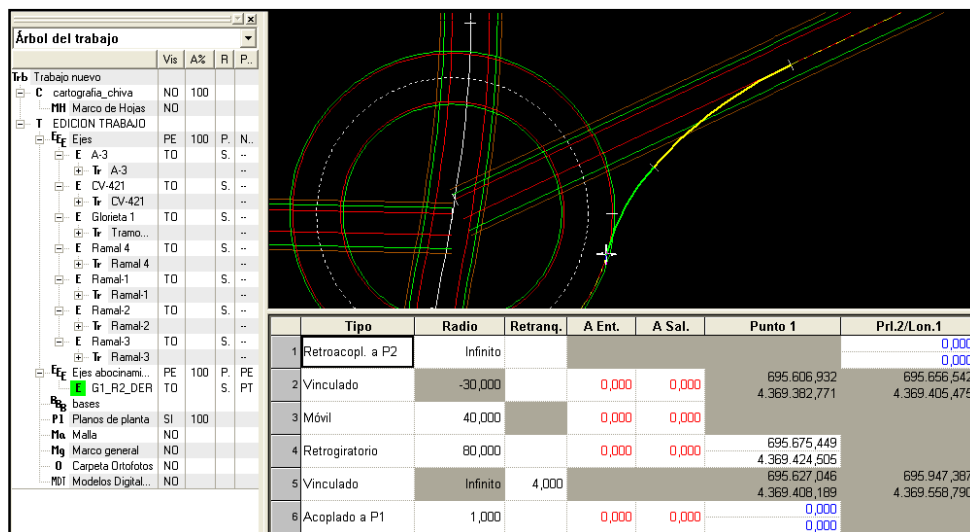 Árbol del trabajo
Vis A% R P..
Trb Trabajo nuevo
C cartografia_chiva NO 100
MH Marco de Hojas NO
T EDICION TRABAJO
EEE Ejes PE 100 P. N..
E A-3 TO S. --
Tr A-3 --
E CV-421 TO S. --
Tr CV-421 --
E Glorieta 1 TO S. --
Tr Tramo... --
E Ramal 4 TO S. --
Tr Ramal 4 --
E Ramal-1 TO S. --
Tr Ramal-1 --
E Ramal-2 TO S. --
Tr Ramal-2 --
E Ramal-3 TO S. --
Tr Ramal-3 --
EEE Ejes abocinami... PE 100 P. PE
E G1_R2_DER TO S. PT
BBB bases
Pl Planos de planta SI 100
Ma Malla NO
Mg Marco general NO
O Carpeta Ortofotos NO
MDT Modelos Digital... NO
Tipo Radio Retranq. A Ent. A Sal. Punto 1 Prl.2/Lon.1
1 Retroacopl. a P2 Infinito 0,000
0,000
2 Vinculado -30,000 0,000 0,000 695.606,932 695.656,542
4.369.382,771 4.369.405,475
3 Móvil 40,000 0,000 0,000
4 Retrogiratorio 80,000 0,000 0,000 695.675,449
4.369.424,505
5 Vinculado Infinito 4,000 695.627,046 695.947,387
4.369.408,189 4.369.558,790
6 Acoplado a P1 1,000 0,000 0,000 0,000
0,000